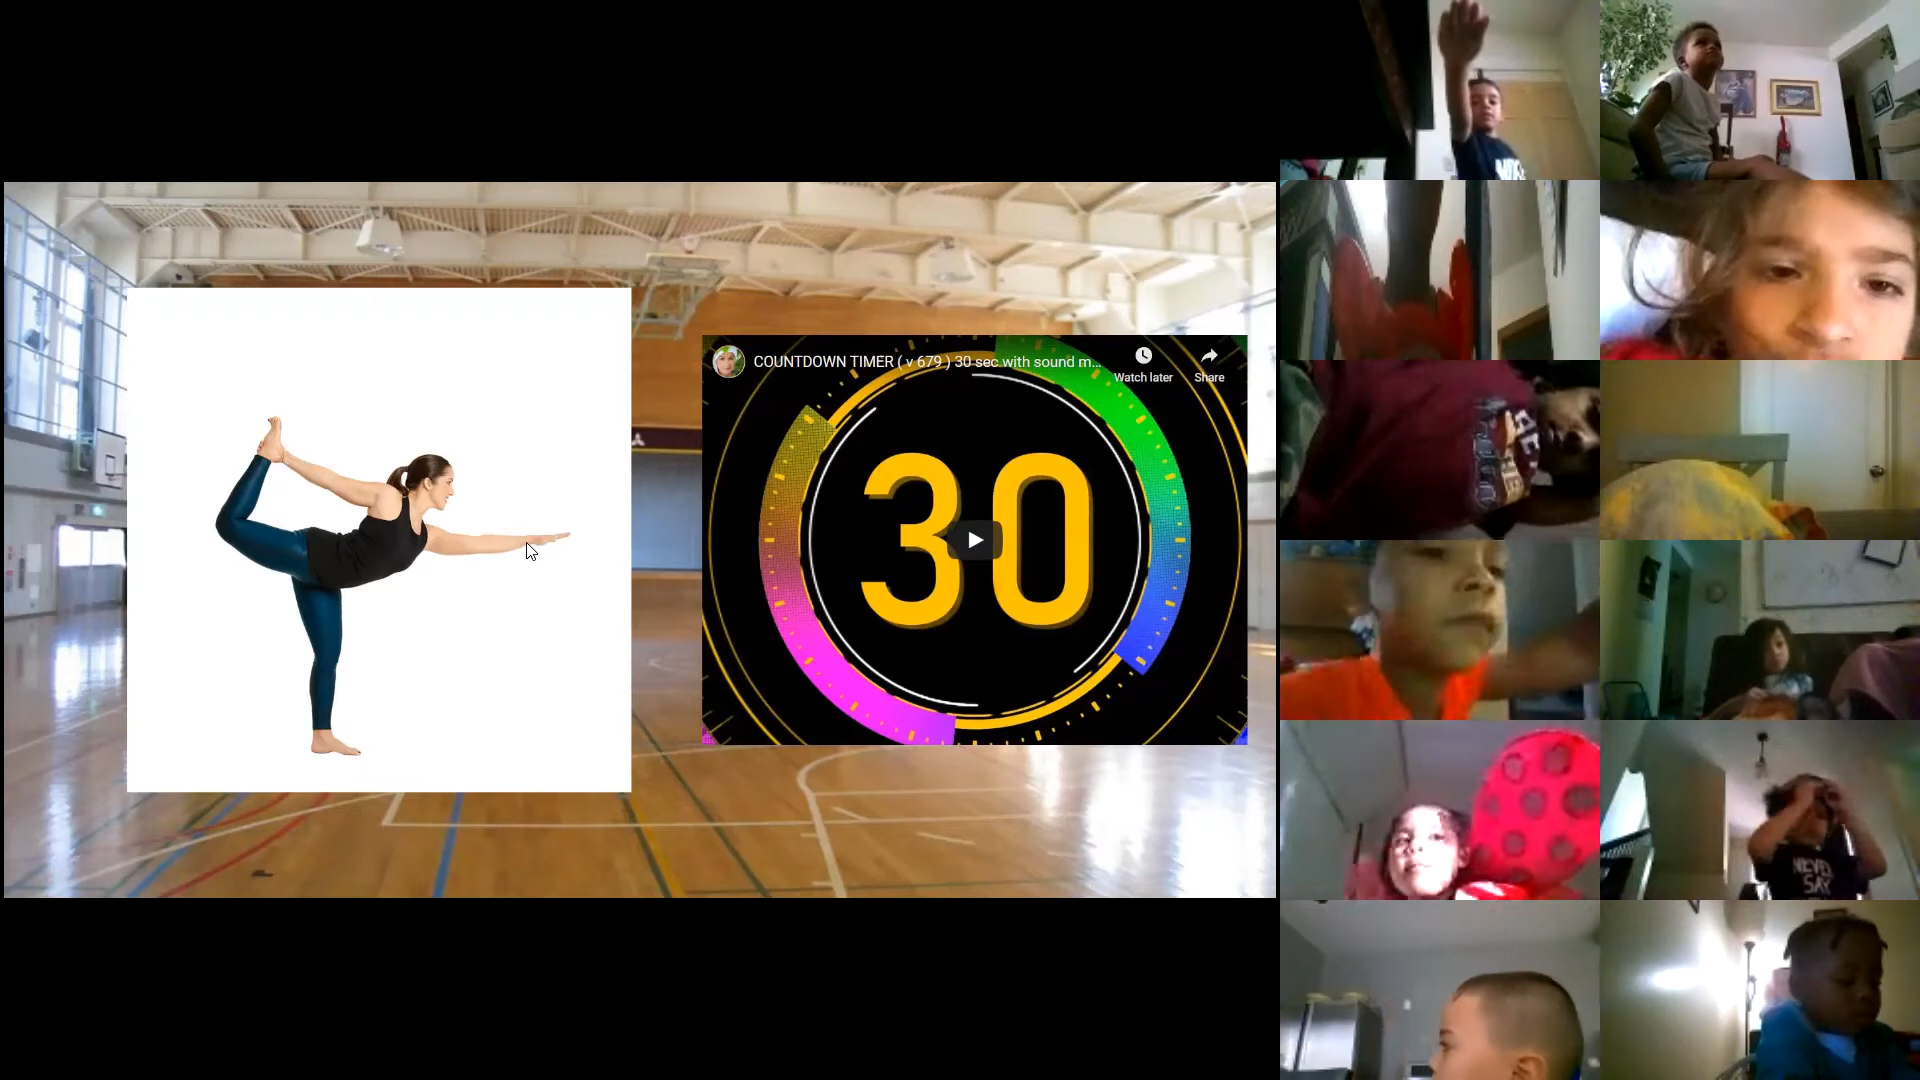 COUNTDOWN TIMER ( v 679 ) 30 sec with sound m...
Watch later
Share
30
NEVER
SAY